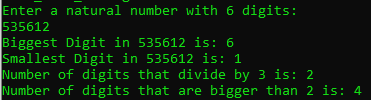 Enter a natural number with 6 digits:
535612
Biggest Digit in 535612 is: 6
Smallest Digit in 535612 is: 1
Number of digits that divide by 3 is: 2
Number of digits that are bigger than 2 is: 4